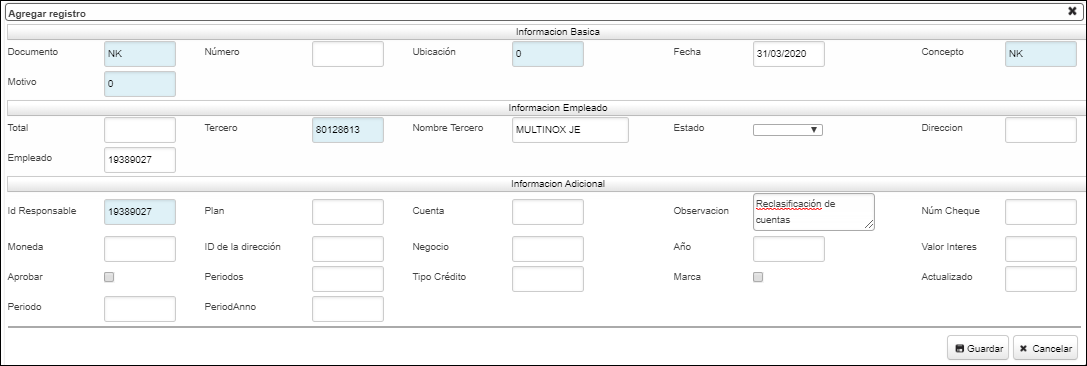 Agregar registro
Informacion Basica
Documento NK Número Ubicación 0 Fecha 31/03/2020 Concepto NK
Motivo 0
Informacion Empleado
Total Tercero 80128613 Nombre Tercero MULTINOX JE Estado Direccion
Empleado 19389027
Informacion Adicional
Id Responsable 19389027 Plan Cuenta Observacion Reclasificación de Núm Cheque
cuentas
Moneda ID de la dirección Negocio Año Valor Interes
Aprobar Periodos Tipo Crédito Marca Actualizado
Periodo PeriodAnno
Guardar Cancelar